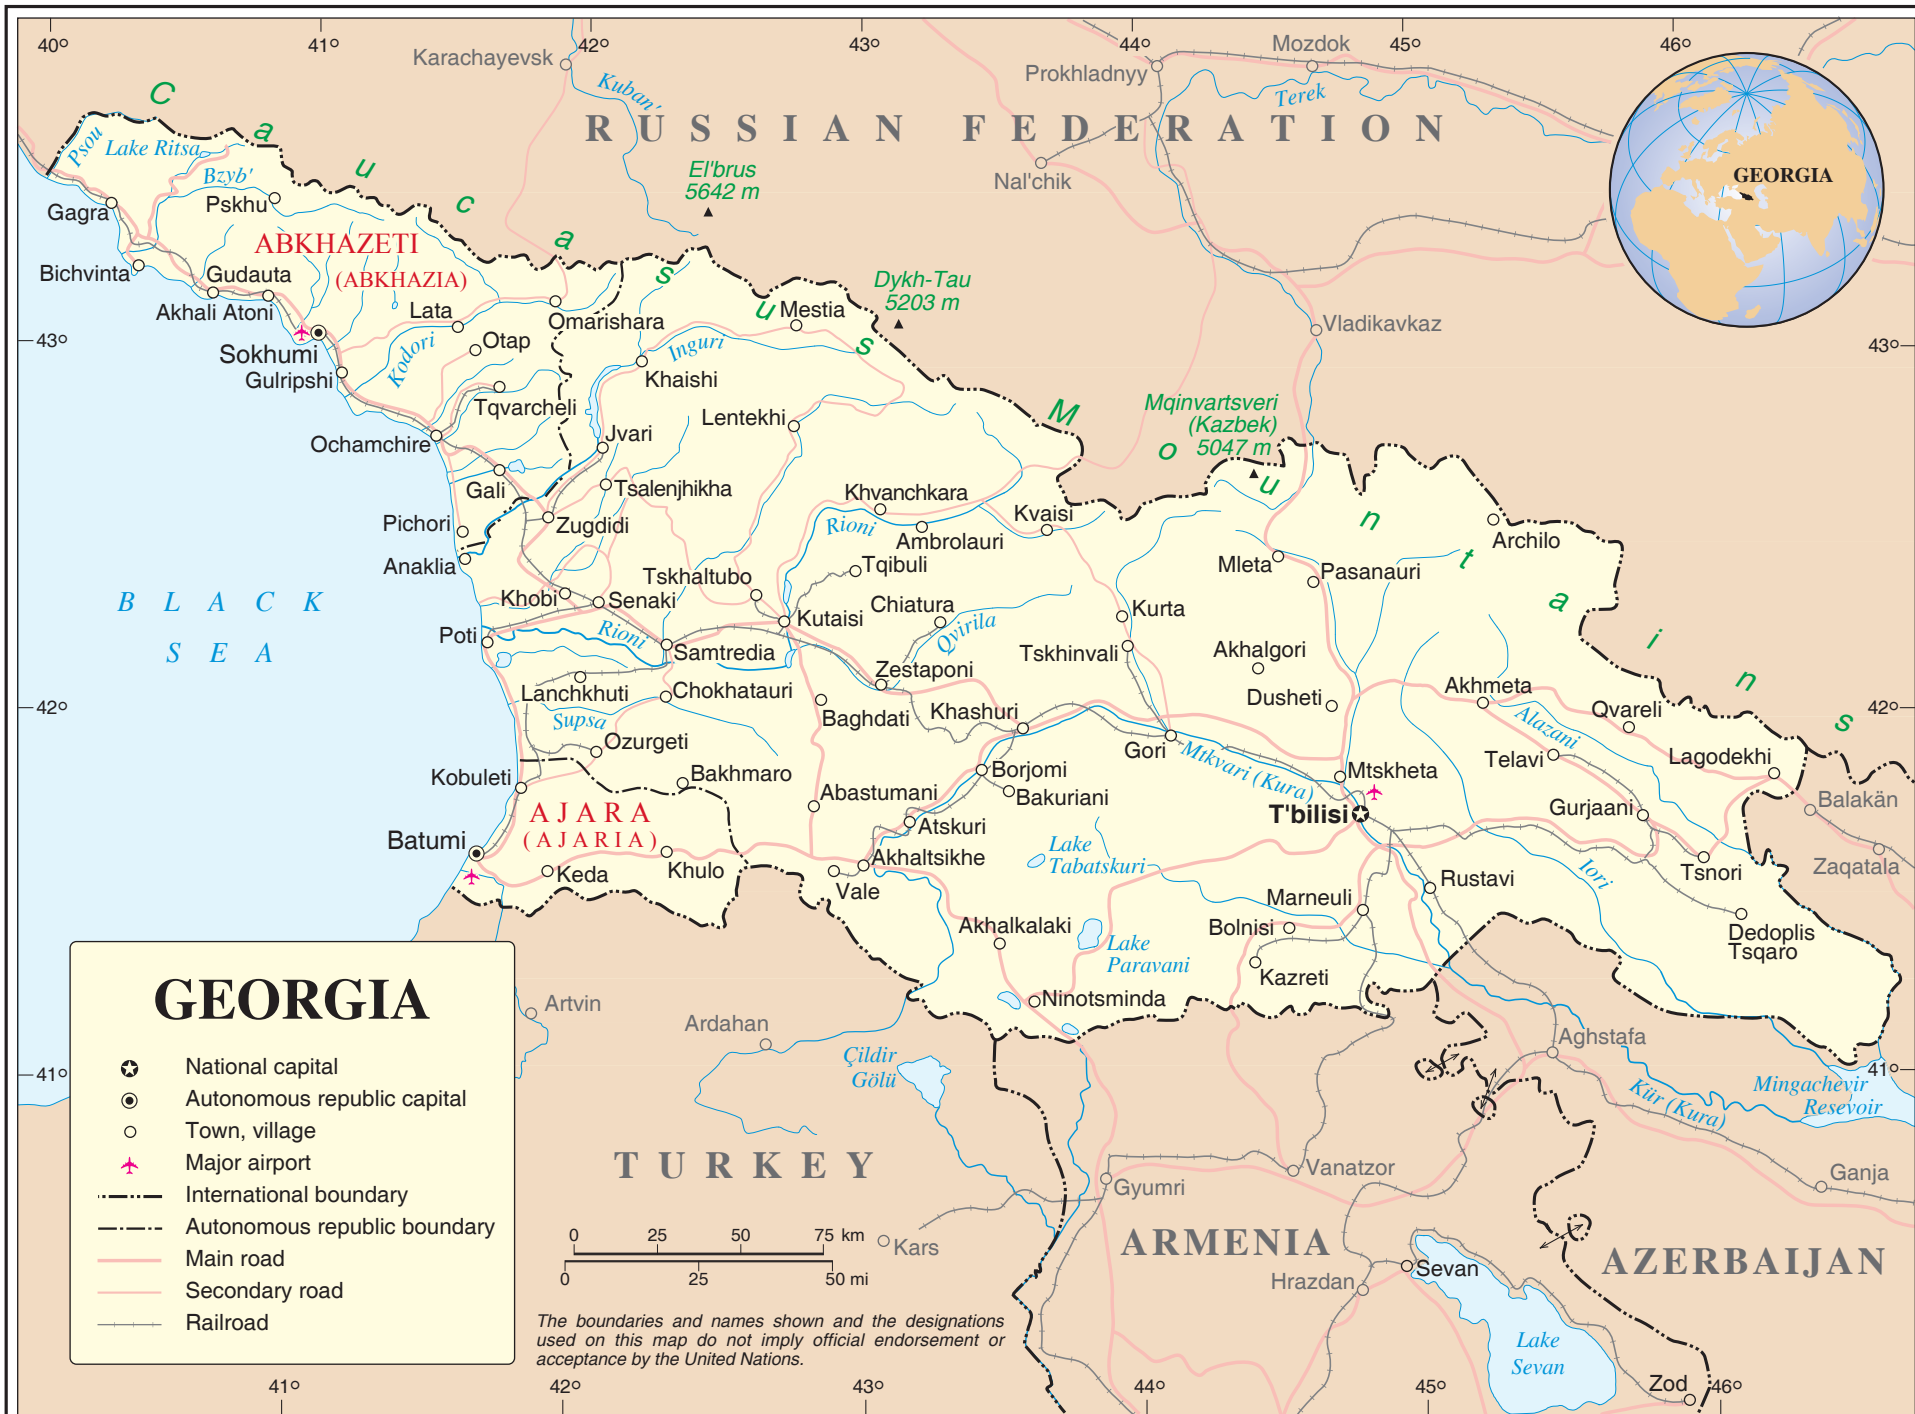 40° 41° 42° 43° 44° 45° 46°
Karachayevsk
Kuban'
Prokhladnyy
Mozdok
Terek
RUSSIAN FEDERATION
Nal'chik
Caucasus Mountains
Psou
Lake Ritsa
Bzyb'
Pskhu
El'brus
5642 m
GEORGIA
Gagra
ABKHAZETI
(ABKHAZIA)
Bichvinta
Gudauta
Akhali Atoni
Dykh-Tau
5203 m
Lata
Omarishara
Mestia
Otap
Kodori
Inguri
Vladikavkaz
43°
43°
Sokhumi
Gulripshi
Khaishi
Tqvarcheli
Lentekhi
Mqinvartsveri
(Kazbek)
5047 m
Ochamchire
Jvari
Gali
Tsalenjhikha
Khvanchkara
Kvaisi
Pichori
Zugdidi
Rioni
Ambrolauri
Archilo
Anaklia
Tskhaltubo
Tqibuli
Mleta
Pasanauri
BLACK
SEA
Khobi
Senaki
Kutaisi
Chiatura
Kurta
Poti
Rioni
Samtredia
Qvirila
Tskhinvali
Akhalgori
Lanchkhuti
Chokhatauri
Zestaponi
Dusheti
Akhmeta
42°
42°
Supsa
Baghdati
Khashuri
Qvareli
Alazani
Ozurgeti
Gori
Mtkvari (Kura)
Telavi
Lagodekhi
Kobuleti
Bakhmaro
Borjomi
Bakuriani
Mtskheta
Balakän
AJARA
(AJARIA)
Abastumani
Atskuri
T'bilisi
Gurjaani
Batumi
Lake
Tabatskuri
Zaqatala
Keda
Khulo
Akhaltsikhe
Vale
Rustavi
Iori
Tsnori
Marneuli
Akhalkalaki
Bolnisi
Dedoplis
Tsqaro
Lake
Paravani
Kazreti
Ninotsminda
GEORGIA
National capital
Autonomous republic capital
Town, village
Major airport
International boundary
Autonomous republic boundary
Main road
Secondary road
Railroad
Artvin
Ardahan
Aghstafa
Çildir
Gölü
41°
41°
Mingachevir
Resevoir
Kür (Kura)
TURKEY
Gyumri
Vanatzor
Ganja
Kars
ARMENIA
AZERBAIJAN
Hrazdan
Sevan
Lake
Sevan
Zod
0 25 50 75 km
0 25 50 mi
The boundaries and names shown and the designations
used on this map do not imply official endorsement or
acceptance by the United Nations.
41° 42° 43° 44° 45° 46°